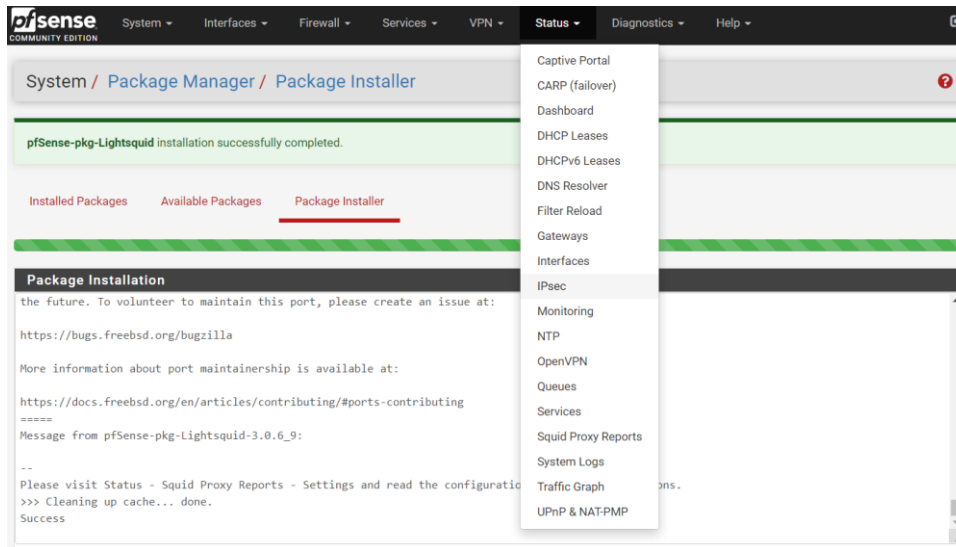 pfsense
COMMUNITY EDITION
System Interfaces Firewall Services VPN Status Diagnostics Help
System / Package Manager / Package Installer
pfSense-pkg-Lightsquid installation successfully completed.
Installed Packages Available Packages Package Installer
Package Installation
the future. To volunteer to maintain this port, please create an issue at:
https://bugs.freebsd.org/bugzilla
More information about port maintainership is available at:
https://docs.freebsd.org/en/articles/contributing/#ports-contributing
=====
Message from pfSense-pkg-Lightsquid-3.0.6_9:
--
Please visit Status - Squid Proxy Reports - Settings and read the configuratio ons.
>>> Cleaning up cache... done.
Success
Captive Portal
CARP (failover)
Dashboard
DHCP Leases
DHCPv6 Leases
DNS Resolver
Filter Reload
Gateways
Interfaces
IPsec
Monitoring
NTP
OpenVPN
Queues
Services
Squid Proxy Reports
System Logs
Traffic Graph
UPnP & NAT-PMP